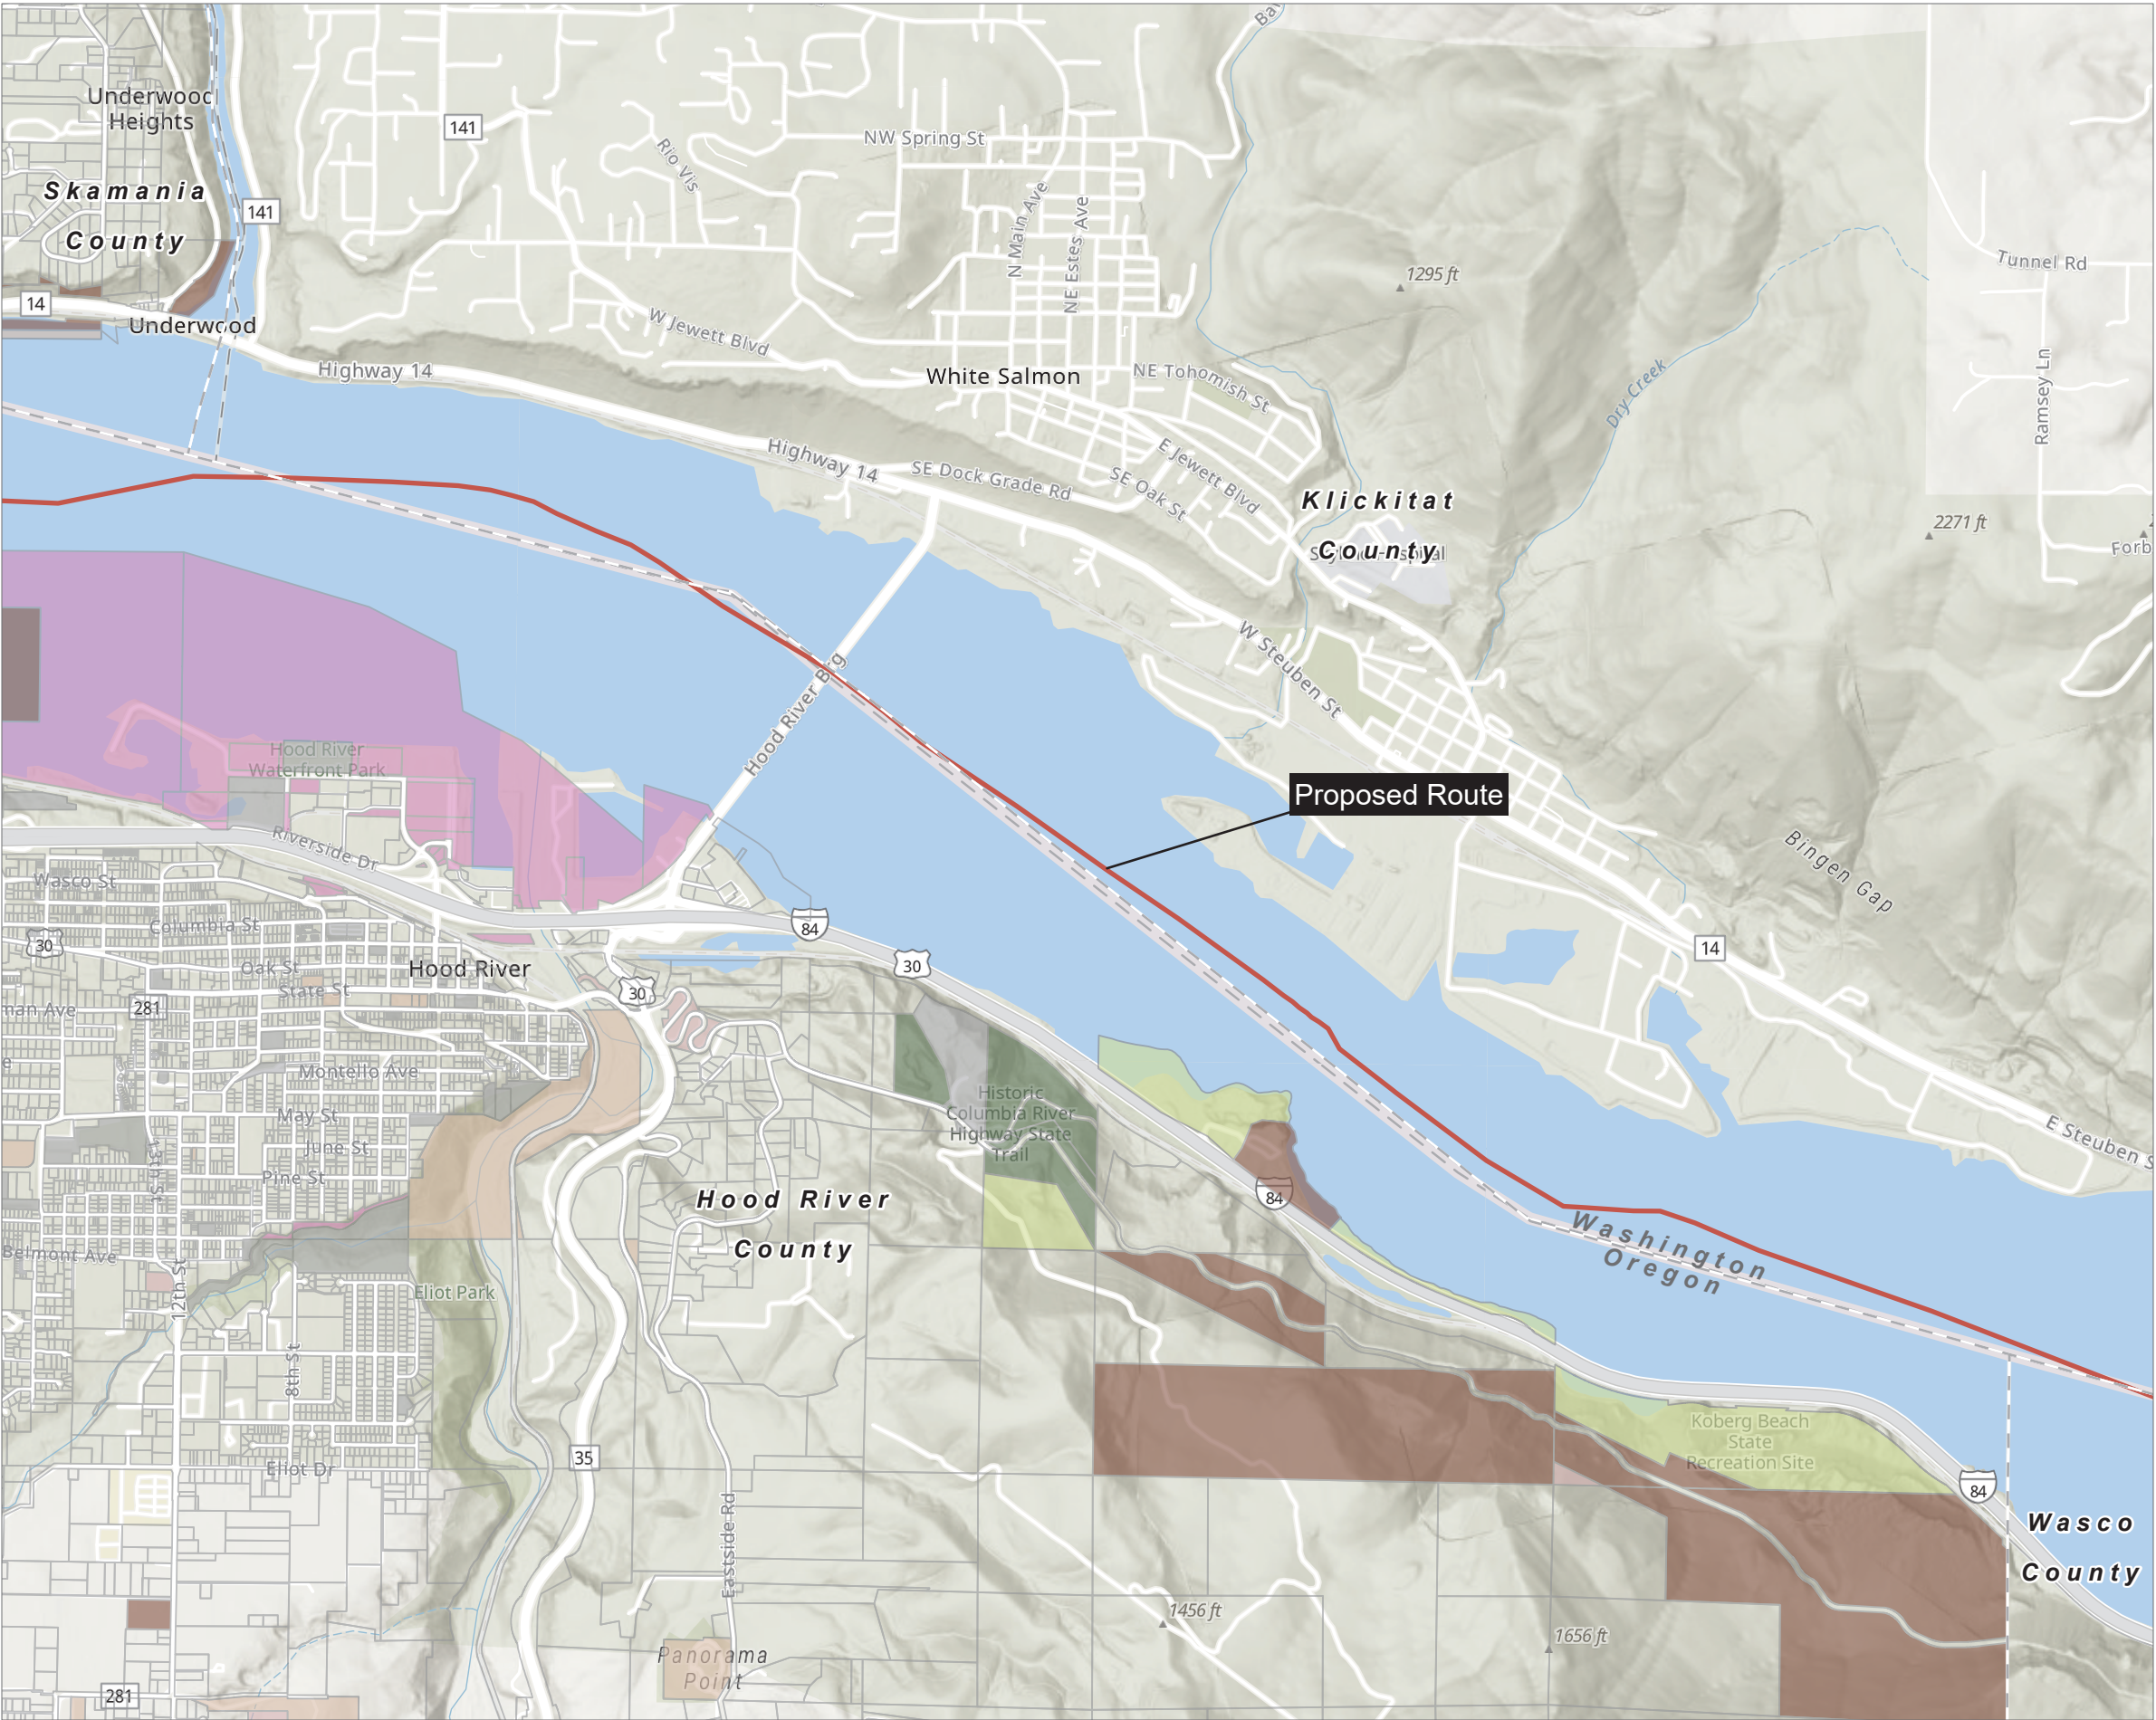 Underwood
Heights
Skamania
County
141
141
14
Underwood
Highway 14
Rio Vis
NW Spring St
N Main Ave
NE Estes Ave
W Jewett Blvd
White Salmon
NE Tohomish St
Highway 14
SE Dock Grade Rd
SE Oak St
E Jewett Blvd
1295 ft
Dry Creek
Tunnel Rd
Ramsey Ln
2271 ft
Forb
Klickitat
County
W Steuben St
Hood River Brg
Proposed Route
Bingen Gap
14
E Steuben S
Hood River
Waterfront Park
Riverside Dr
Wasco St
Columbia St
30
Oak St
State St
281
man Ave
Hood River
84
30
30
Montello Ave
May St
June St
13th St
Pine St
Belmont Ave
12th St
Eliot Park
8th St
Eliot Dr
35
Eastside Rd
Historic
Columbia River
Highway State
Trail
Hood River
County
84
Washington
Oregon
Koberg Beach
State
Recreation Site
84
Wasco
County
1456 ft
1656 ft
Panorama
Point
281